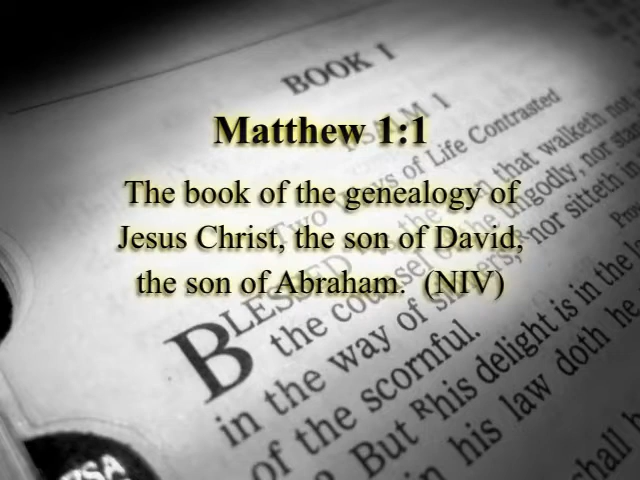 BOOK I
PSALM 1
Two Ways of Life Contrasted
Matthew 1:1
The book of the genealogy of
Jesus Christ, the son of David,
the son of Abraham. (NIV)
BLESSED is the man that walketh not
the counsel of the ungodly, nor
in the way of sinners, nor sitteth in
of the scornful.
But his delight is in the
in his law doth
shall
PSA